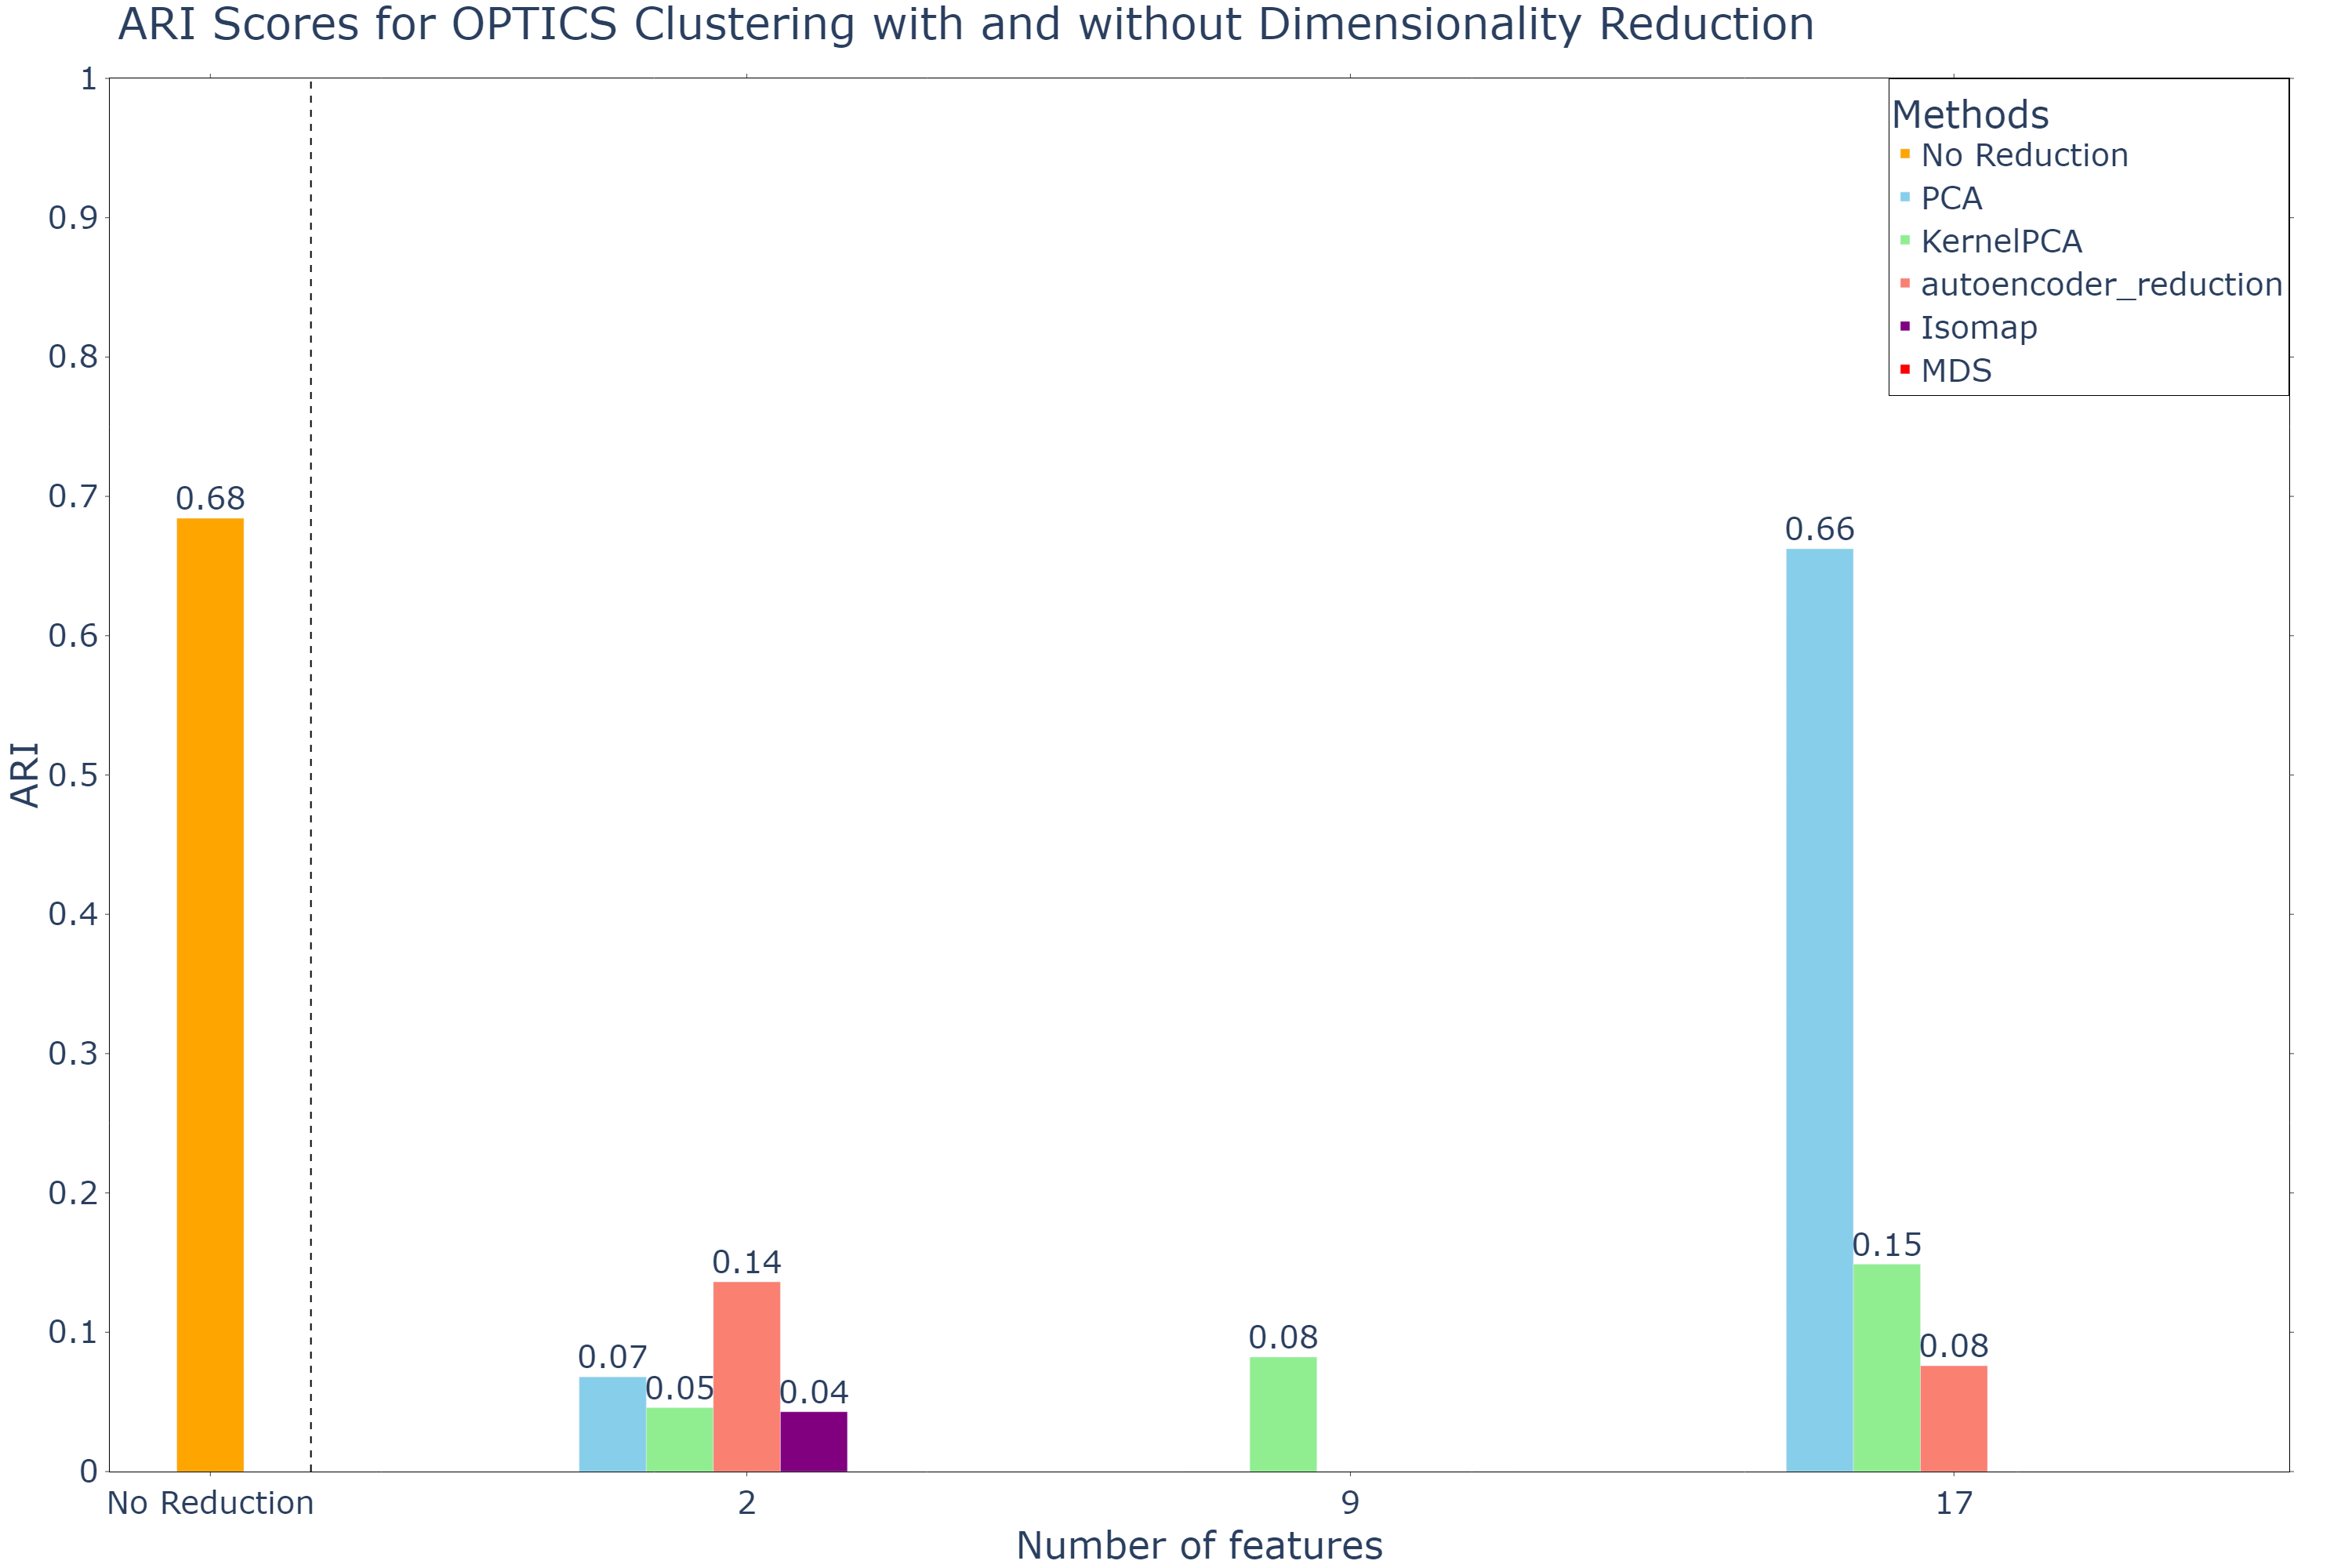 ARI Scores for OPTICS Clustering with and without Dimensionality Reduction
Methods
No Reduction
PCA
KernelPCA
autoencoder_reduction
Isomap
MDS
ARI
1
0.9
0.8
0.7
0.6
0.5
0.4
0.3
0.2
0.1
0
0.68
0.07
0.05
0.14
0.04
0.08
0.66
0.15
0.08
No Reduction
2
9
17
Number of features